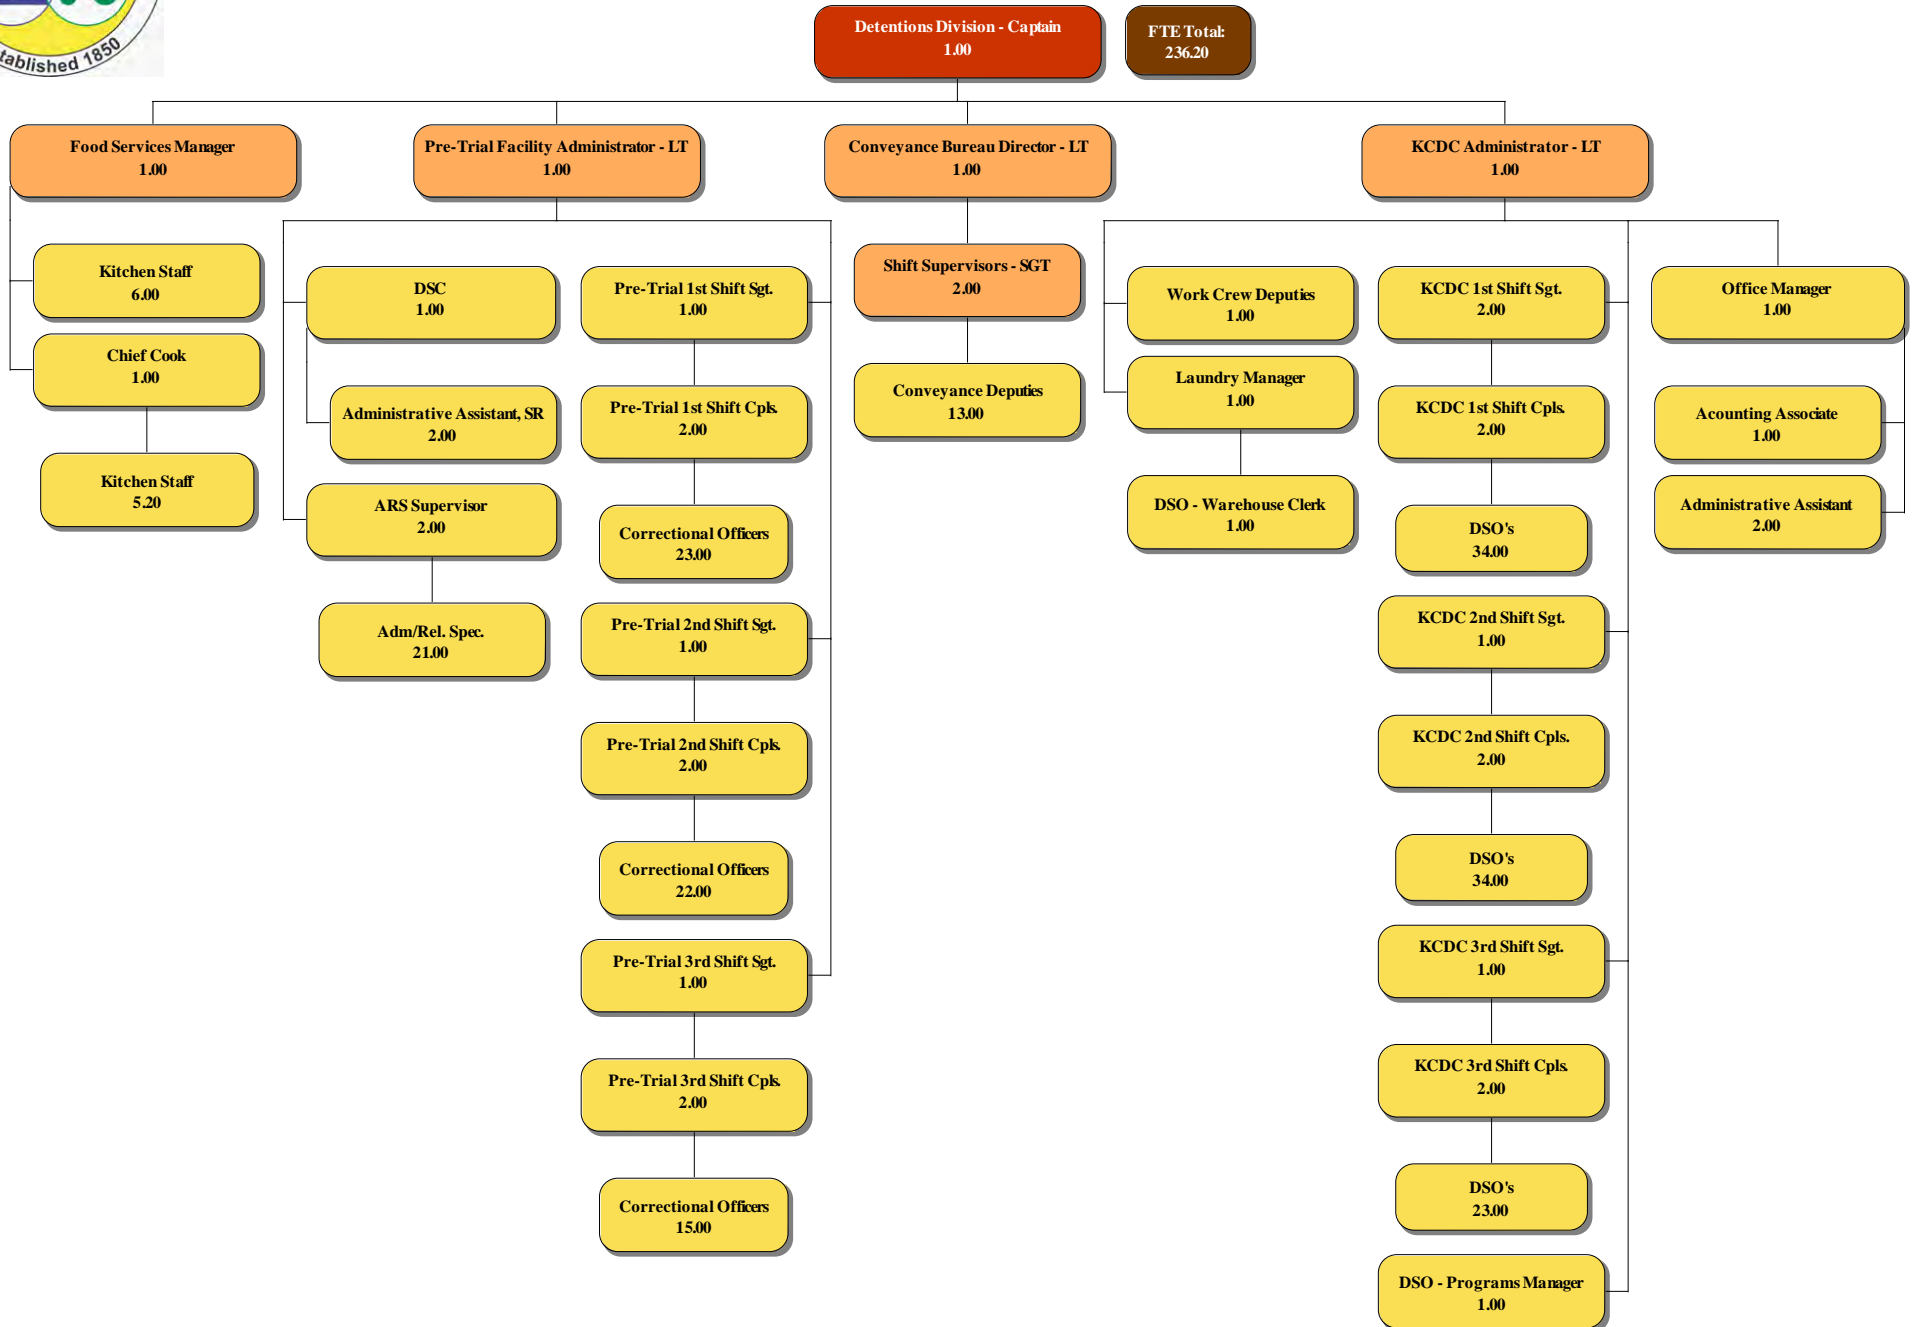 Established 1850
Detentions Division - Captain
1.00
FTE Total:
236.20
Food Services Manager
1.00
Pre-Trial Facility Administrator - LT
1.00
Conveyance Bureau Director - LT
1.00
KCDC Administrator - LT
1.00
Kitchen Staff
6.00
Chief Cook
1.00
Kitchen Staff
5.20
DSC
1.00
Administrative Assistant, SR
2.00
ARS Supervisor
2.00
Adm/Rel. Spec.
21.00
Pre-Trial 1st Shift Sgt.
1.00
Pre-Trial 1st Shift Cpls.
2.00
Correctional Officers
23.00
Pre-Trial 2nd Shift Sgt.
1.00
Pre-Trial 2nd Shift Cpls.
2.00
Correctional Officers
22.00
Pre-Trial 3rd Shift Sgt.
1.00
Pre-Trial 3rd Shift Cpls.
2.00
Correctional Officers
15.00
Shift Supervisors - SGT
2.00
Conveyance Deputies
13.00
Work Crew Deputies
1.00
Laundry Manager
1.00
DSO - Warehouse Clerk
1.00
KCDC 1st Shift Sgt.
2.00
KCDC 1st Shift Cpls.
2.00
DSO's
34.00
KCDC 2nd Shift Sgt.
1.00
KCDC 2nd Shift Cpls.
2.00
DSO's
34.00
KCDC 3rd Shift Sgt.
1.00
KCDC 3rd Shift Cpls.
2.00
DSO's
23.00
DSO - Programs Manager
1.00
Office Manager
1.00
Acounting Associate
1.00
Administrative Assistant
2.00